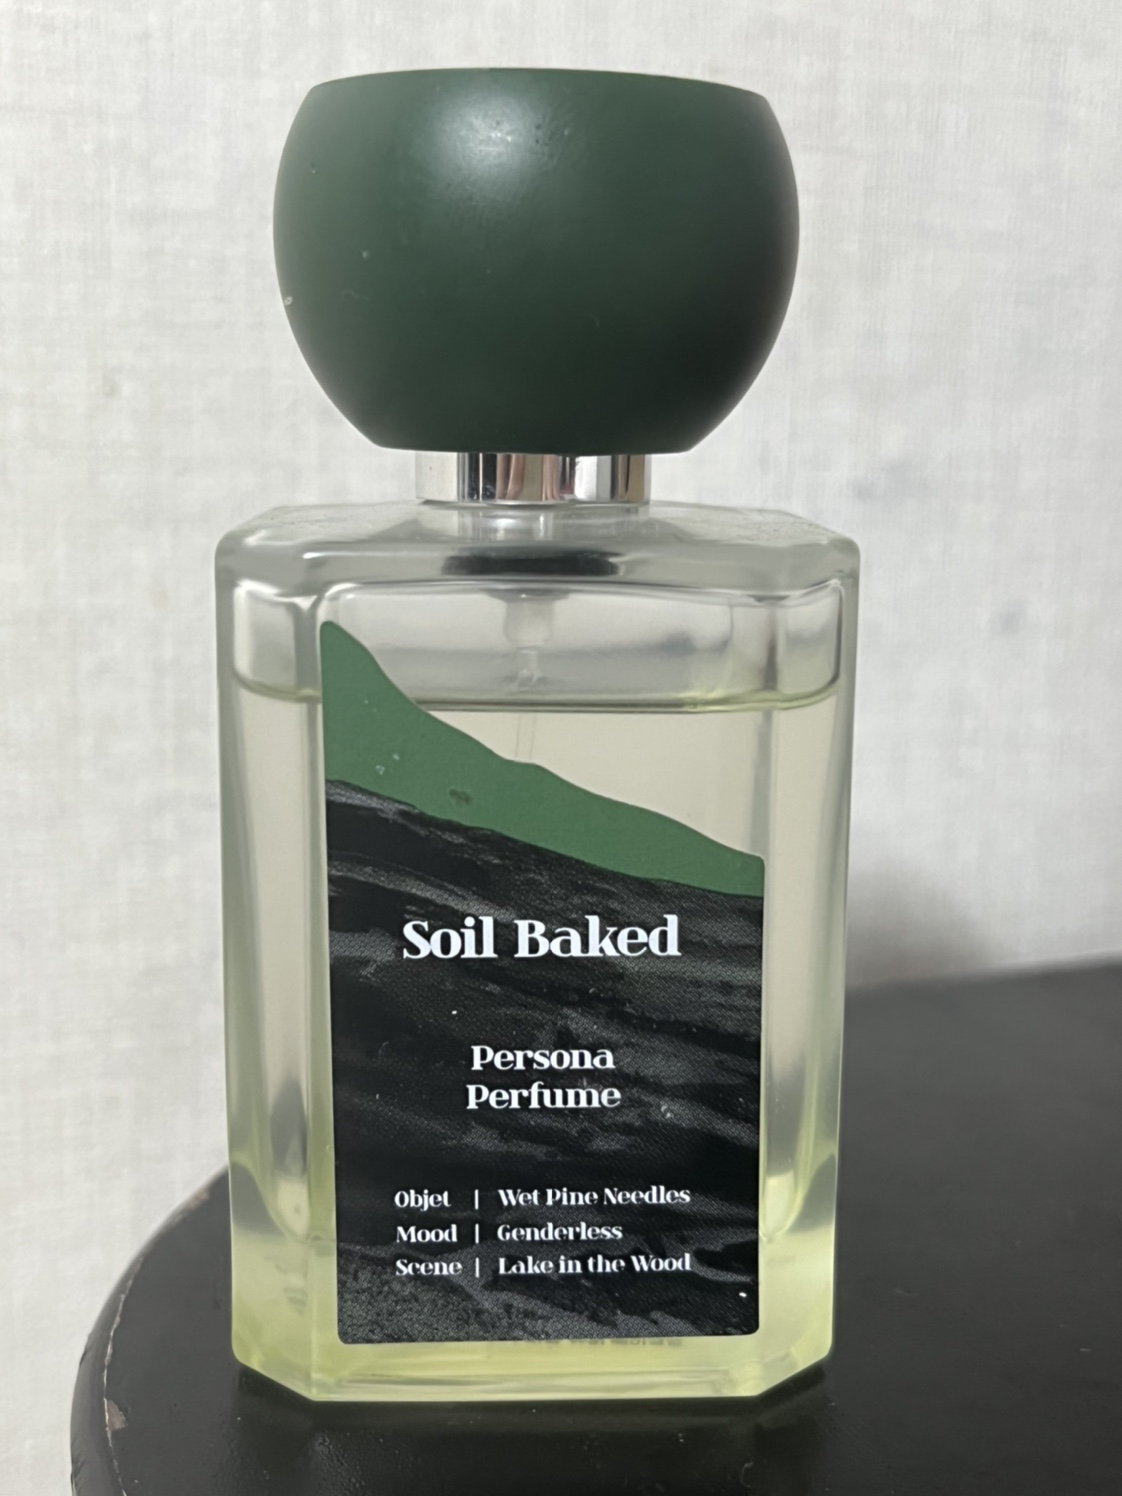 Soil Baked
Persona
Perfume
Objet | Wet Pine Needles
Mood | Genderless
Scene | Lake in the Wood